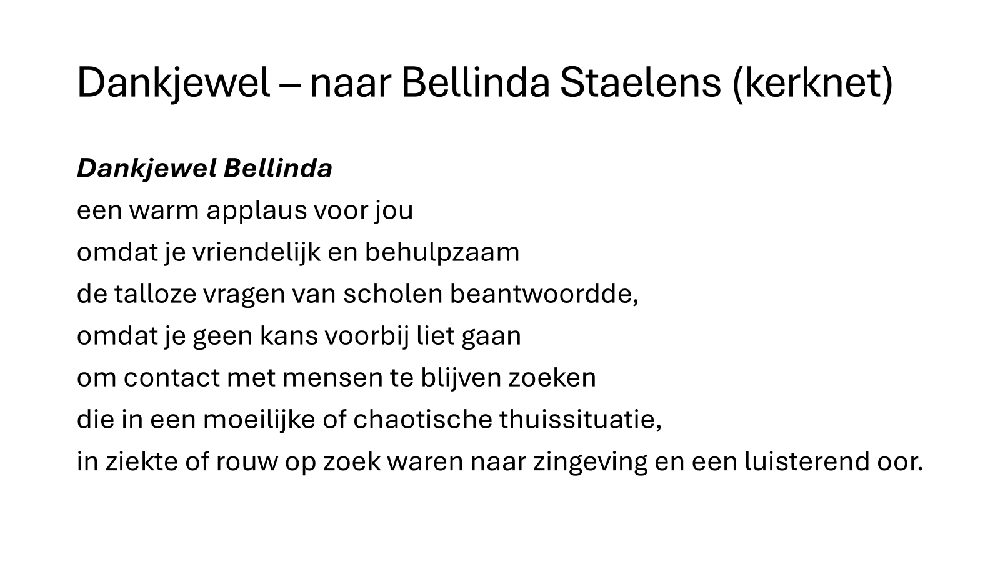 Dankjewel – naar Bellinda Staelens (kerknet)
Dankjewel Bellinda
een warm applaus voor jou
omdat je vriendelijk en behulpzaam
de talloze vragen van scholen beantwoordde,
omdat je geen kans voorbij liet gaan
om contact met mensen te blijven zoeken
die in een moeilijke of chaotische thuissituatie,
in ziekte of rouw op zoek waren naar zingeving en een luisterend oor.